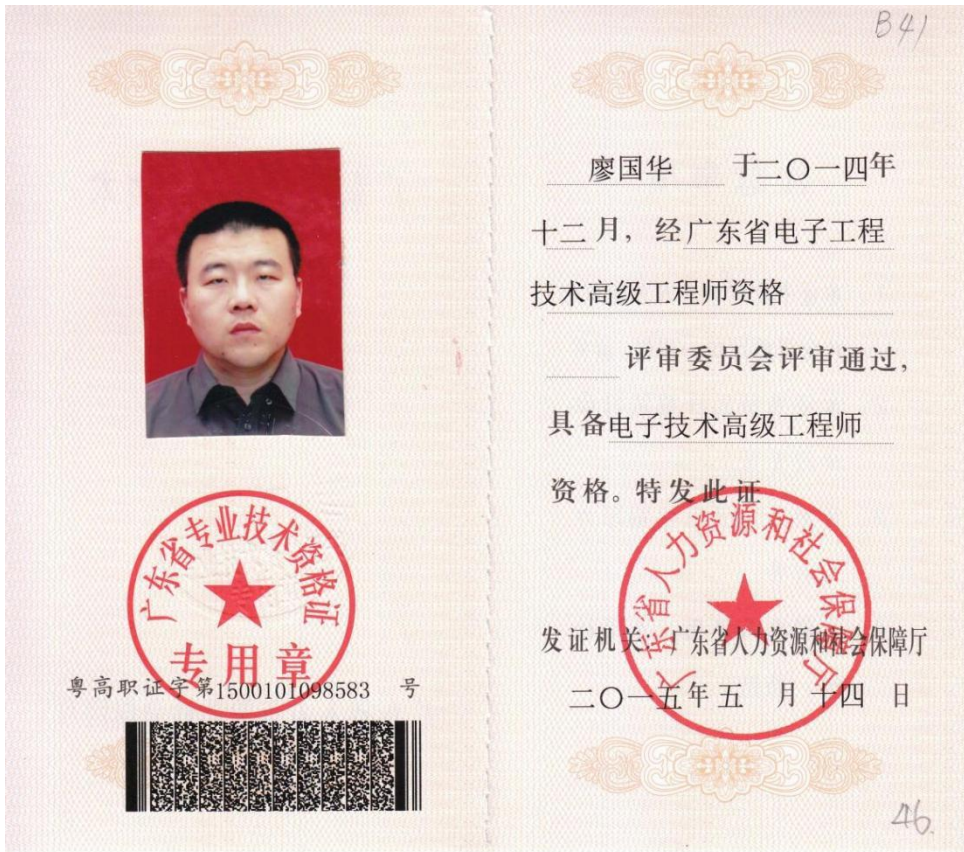 广东省专业技术资格证
专用章
粤高职证字第1500101098583 号
B41
廖国华 于二〇一四年
十二月，经广东省电子工程
技术高级工程师资格
评审委员会评审通过，
具备电子技术高级工程师
资格。特发此证
广东省人力资源和社会保障厅
发证机关：广东省人力资源和社会保障厅
二〇一五年五 月十四 日
46.